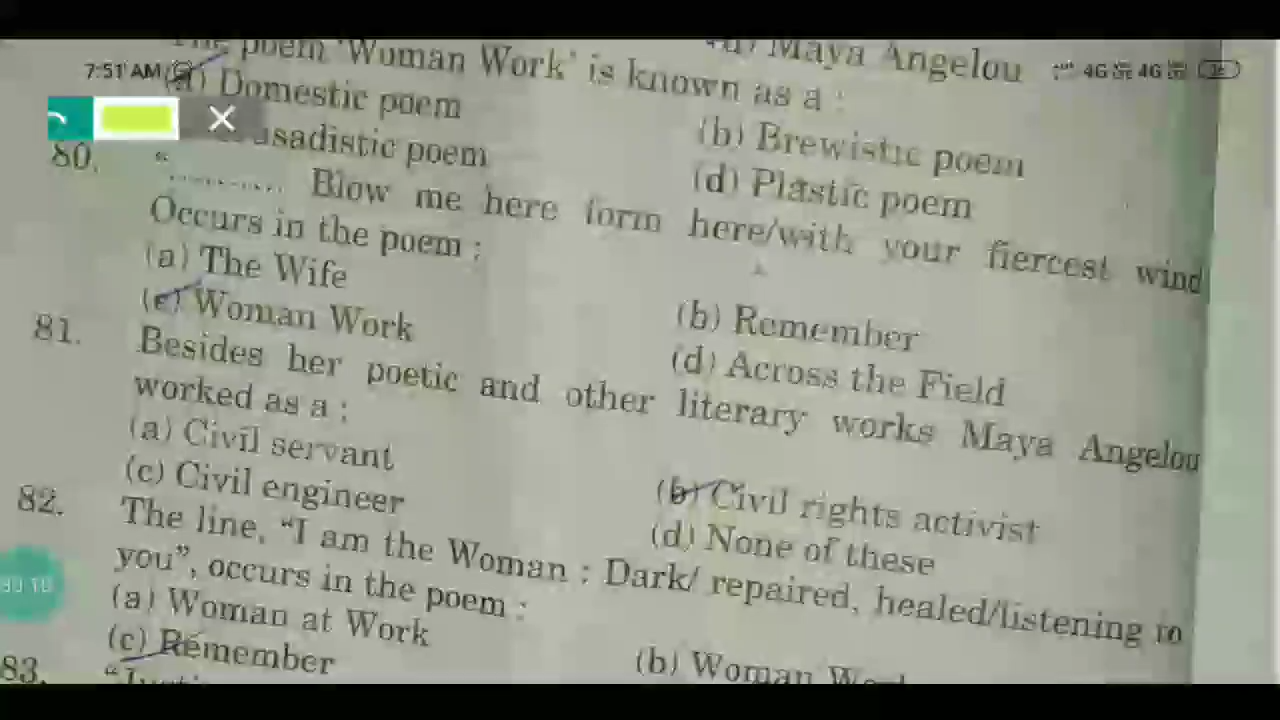 (d) Maya Angelou
The poem 'Woman Work' is known as a :
7:51 AM
4G 4G
(a) Domestic poem
(b) Brewistic poem
usadistic poem
(d) Plastic poem
80. "............ Blow me here form here/with your fiercest wind
Occurs in the poem ;
(a) The Wife
(b) Remember
(c) Woman Work
(d) Across the Field
81. Besides her poetic and other literary works Maya Angelou
worked as a ;
(a) Civil servant
(b) Civil rights activist
(c) Civil engineer
(d) None of these
82. The line, "I am the Woman : Dark/ repaired, healed/listening to
you", occurs in the poem :
(a) Woman at Work
(b) Woman
(c) Remember
83.